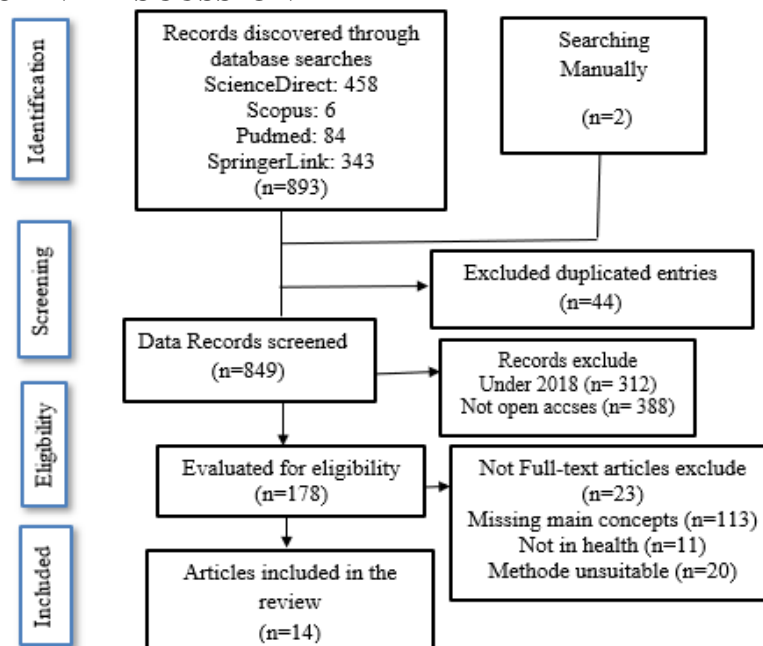 Identification
Records discovered through
database searches
ScienceDirect: 458
Scopus: 6
Pudmed: 84
SpringerLink: 343
(n=893)
Searching
Manually
(n=2)
Screening
Excluded duplicated entries
(n=44)
Data Records screened
(n=849)
Records exclude
Under 2018 (n= 312)
Not open accses (n= 388)
Eligibility
Evaluated for eligibility
(n=178)
Not Full-text articles exclude
(n=23)
Missing main concepts (n=113)
Not in health (n=11)
Methode unsuitable (n=20)
Included
Articles included in the
review
(n=14)